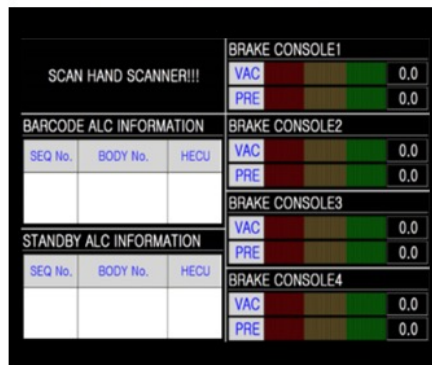 SCAN HAND SCANNER!!!
BARCODE ALC INFORMATION
SEQ No. BODY No. HECU
STANDBY ALC INFORMATION
SEQ No. BODY No. HECU
BRAKE CONSOLE1
VAC 0.0
PRE 0.0
BRAKE CONSOLE2
VAC 0.0
PRE 0.0
BRAKE CONSOLE3
VAC 0.0
PRE 0.0
BRAKE CONSOLE4
VAC 0.0
PRE 0.0